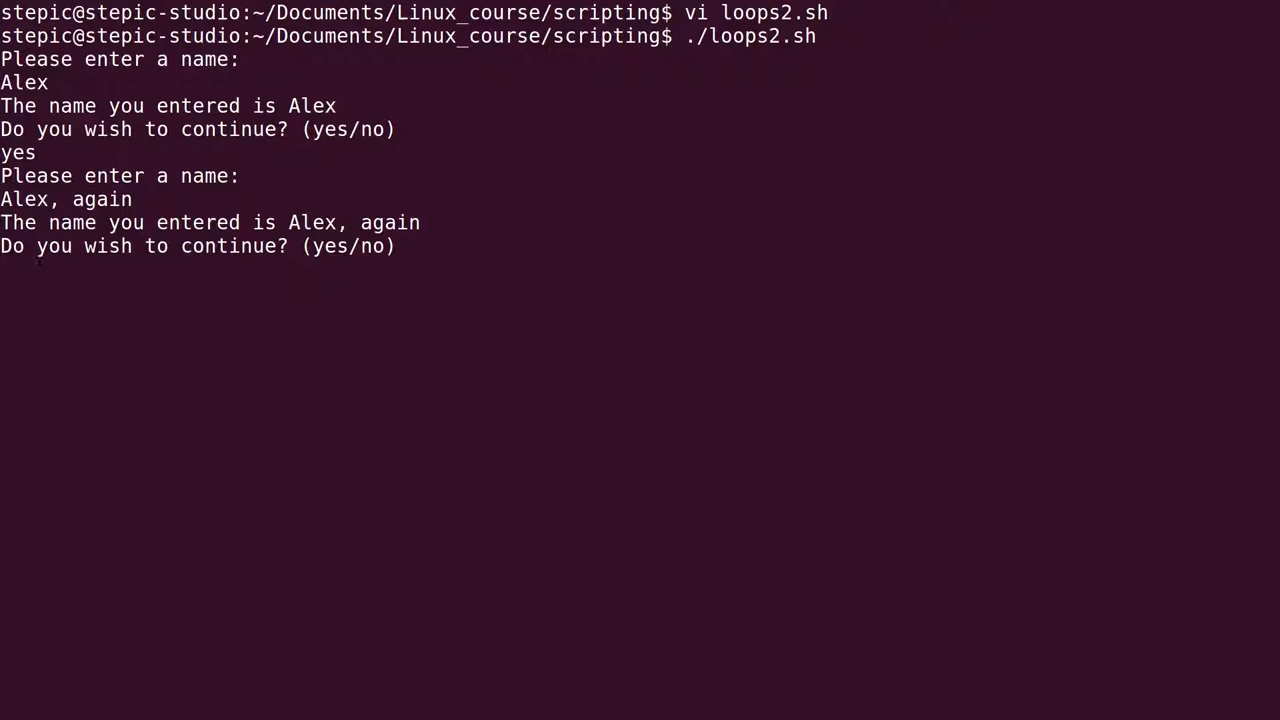 stepic@stepic-studio:~/Documents/Linux_course/scripting$ vi loops2.sh
stepic@stepic-studio:~/Documents/Linux_course/scripting$ ./loops2.sh
Please enter a name:
Alex
The name you entered is Alex
Do you wish to continue? (yes/no)
yes
Please enter a name:
Alex, again
The name you entered is Alex, again
Do you wish to continue? (yes/no)